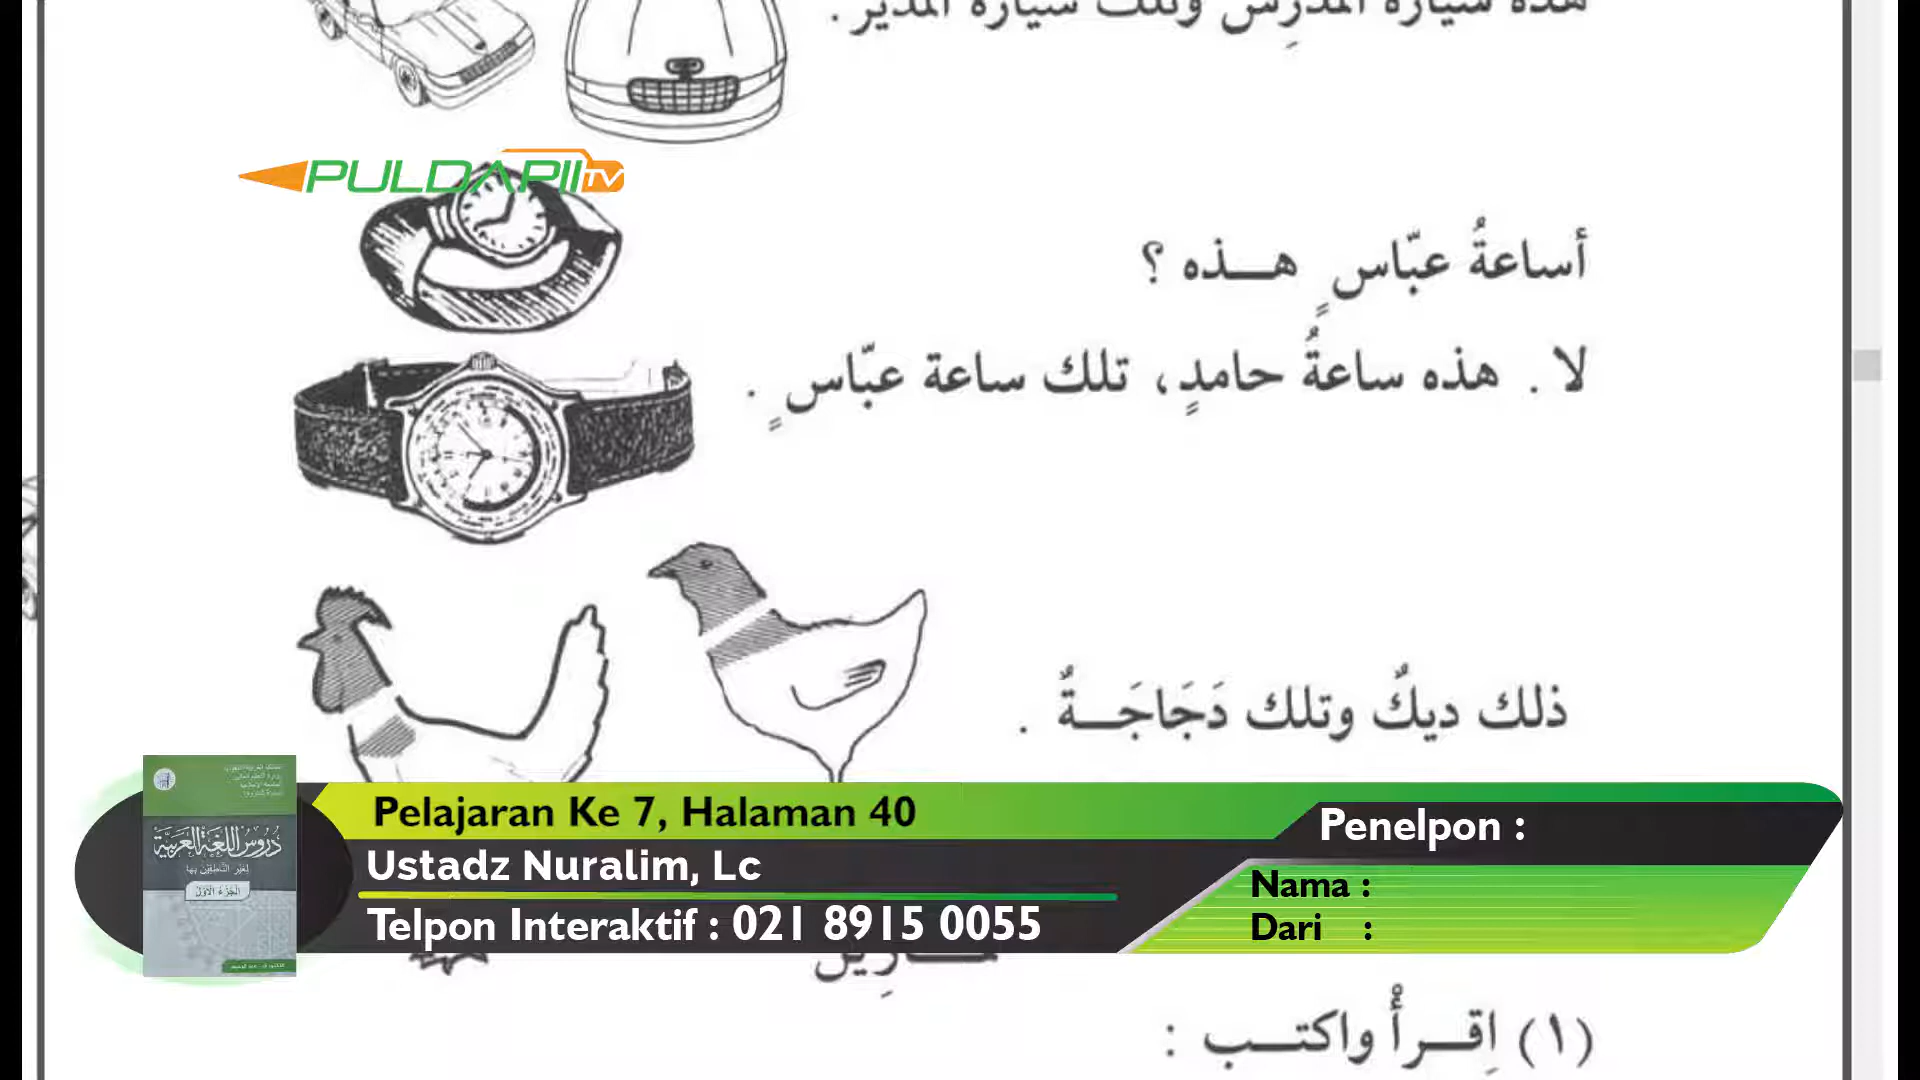 هذه سيارة المدرِّس وتلك سيارة المدير .
PULDAPII TV
أساعةُ عبّاسٍ هـــذه ؟
لا . هذه ساعةُ حامدٍ، تلك ساعة عبّاسٍ .
ذلك ديكٌ وتلك دَجَاجَـــةٌ .
Pelajaran Ke 7, Halaman 40
Penelpon :
دروس اللغة العربية
لغير الناطقين بها
الجزء الأول
Ustadz Nuralim, Lc
Nama :
Telpon Interaktif : 021 8915 0055
Dari :
(١) اِقـــرأْ واكتـــب :